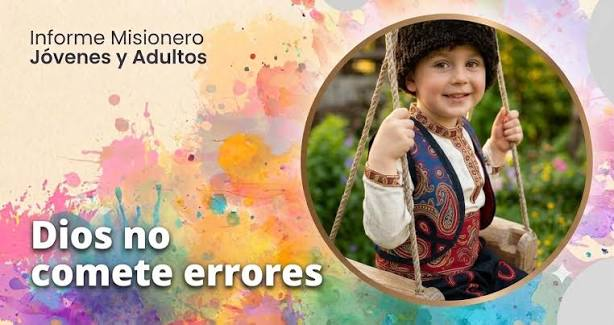 Informe Misionero
Jóvenes y Adultos
Dios no
comete errores